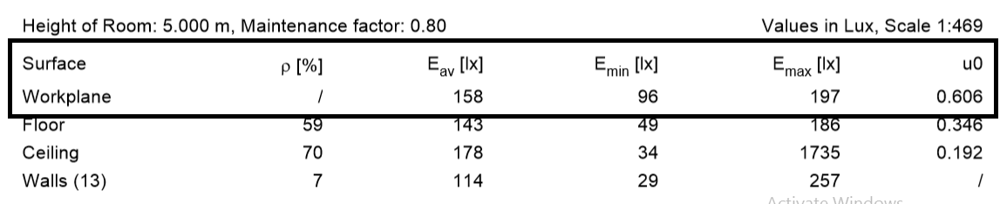 Height of Room: 5.000 m, Maintenance factor: 0.80 Values in Lux, Scale 1:469
Surface ρ [%] Eav [lx] Emin [lx] Emax [lx] u0
Workplane / 158 96 197 0.606
Floor 59 143 49 186 0.346
Ceiling 70 178 34 1735 0.192
Walls (13) 7 114 29 257 /
Activate Windows